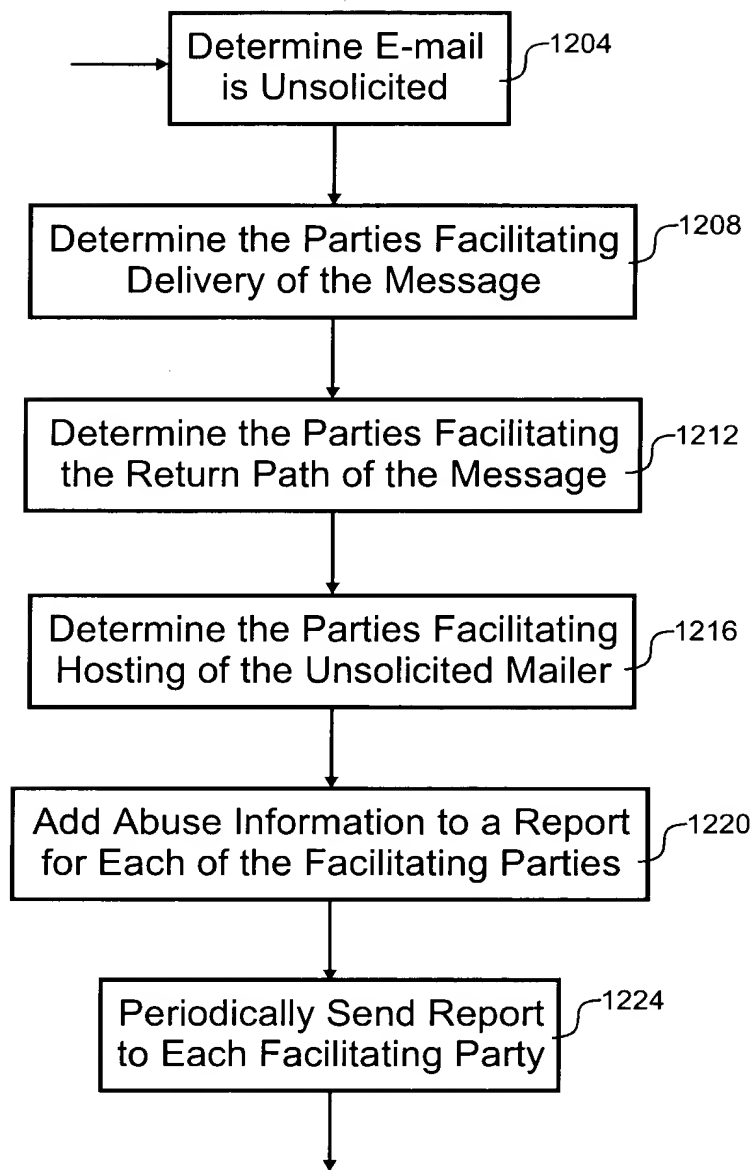 Determine E-mail
is Unsolicited
1204
Determine the Parties Facilitating
Delivery of the Message
1208
Determine the Parties Facilitating
the Return Path of the Message
1212
Determine the Parties Facilitating
Hosting of the Unsolicited Mailer
1216
Add Abuse Information to a Report
for Each of the Facilitating Parties
1220
Periodically Send Report
to Each Facilitating Party
1224